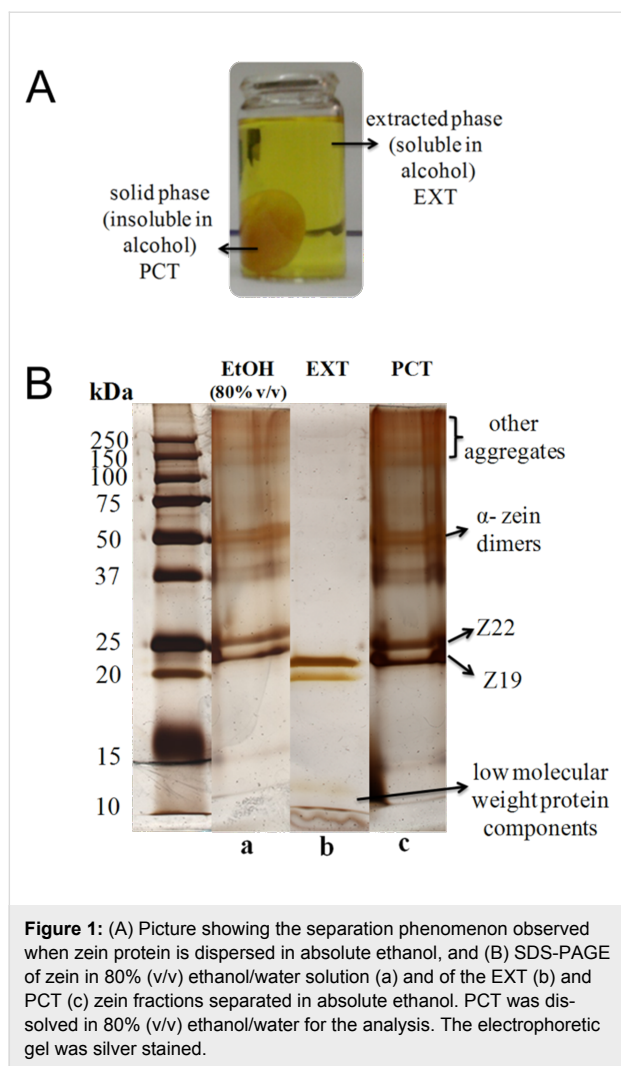 A
extracted phase
(soluble in
alcohol)
EXT
solid phase
(insoluble in
alcohol)
PCT
B
kDa
EtOH
(80% v/v)
EXT
PCT
250
150
100
75
50
37
25
20
15
10
other
aggregates
α- zein
dimers
Z22
Z19
low molecular
weight protein
components
a
b
c
Figure 1: (A) Picture showing the separation phenomenon observed
when zein protein is dispersed in absolute ethanol, and (B) SDS-PAGE
of zein in 80% (v/v) ethanol/water solution (a) and of the EXT (b) and
PCT (c) zein fractions separated in absolute ethanol. PCT was dis-
solved in 80% (v/v) ethanol/water for the analysis. The electrophoretic
gel was silver stained.